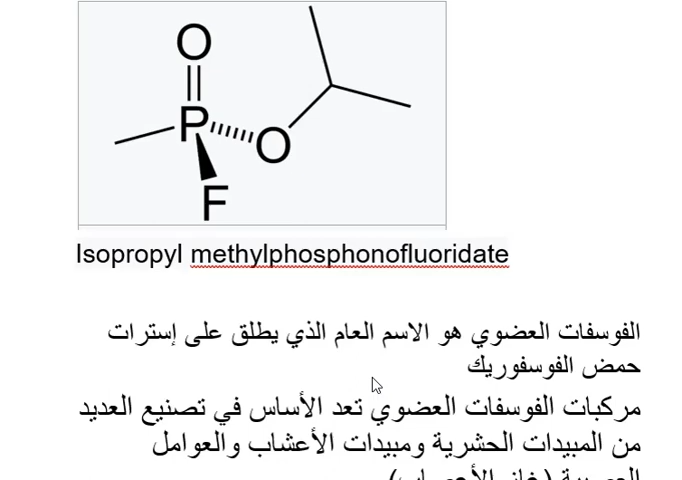 O
P
O
F
Isopropyl methylphosphonofluoridate
الفوسفات العضوي هو الاسم العام الذي يطلق على إسترات
حمض الفوسفوريك
مركبات الفوسفات العضوي تعد الأساس في تصنيع العديد
من المبيدات الحشرية ومبيدات الأعشاب والعوامل